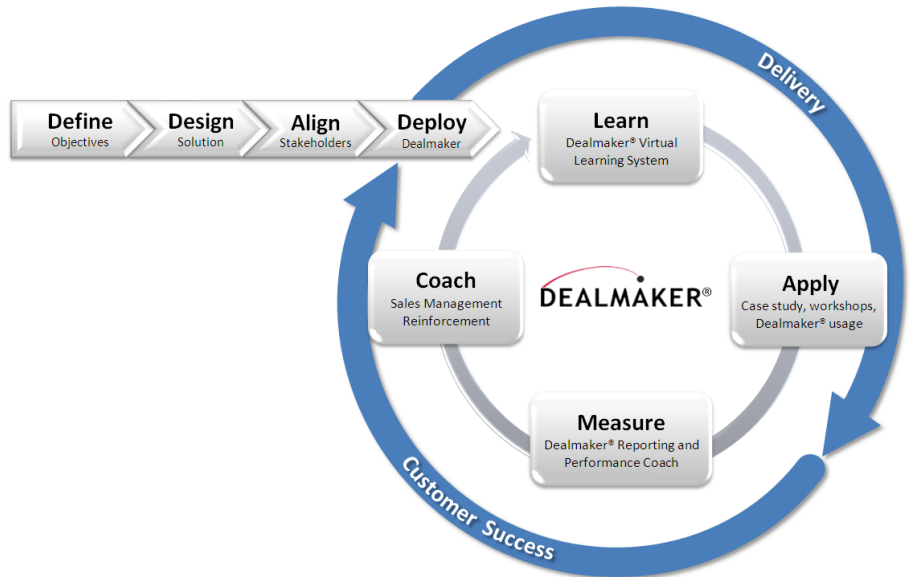 Define
Objectives
Design
Solution
Align
Stakeholders
Deploy
Dealmaker
Delivery
Learn
Dealmaker® Virtual
Learning System
Coach
Sales Management
Reinforcement
DEALMAKER®
Apply
Case study, workshops,
Dealmaker® usage
Measure
Dealmaker® Reporting and
Performance Coach
Customer Success